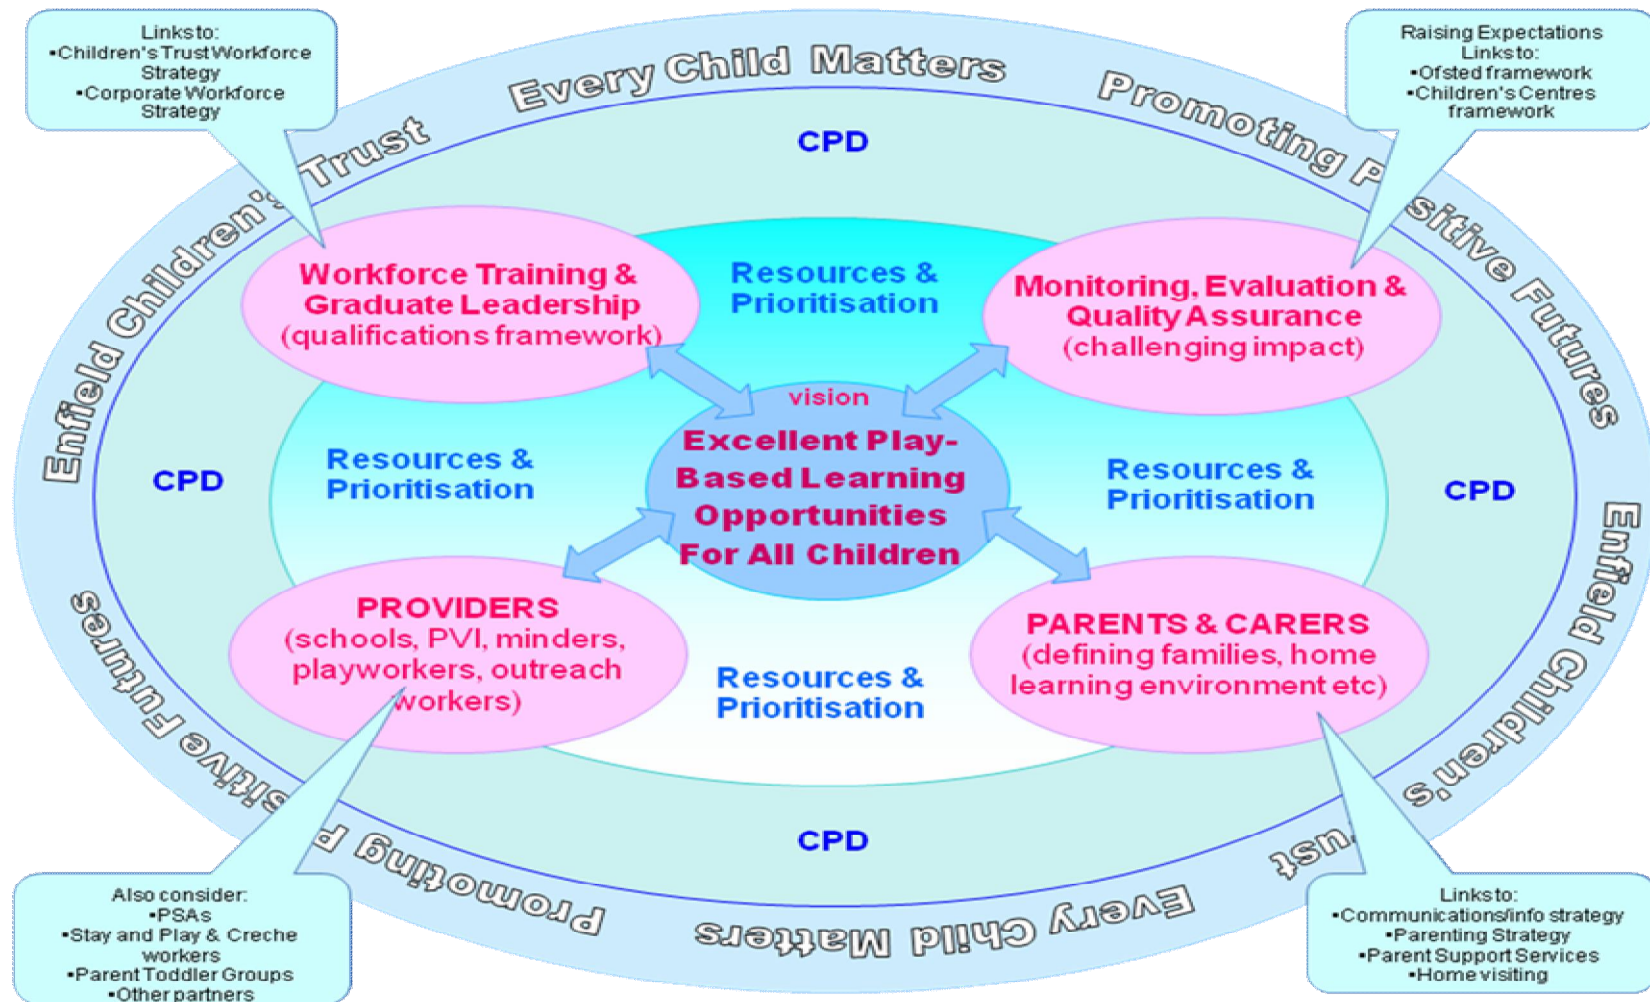 Links to:
▪Children's Trust Workforce
Strategy
▪Corporate Workforce
Strategy
Raising Expectations
Links to:
▪Ofsted framework
▪Children's Centres
framework
Enfield Children's Trust
Every Child Matters
Promoting P sitive Futures
CPD
Workforce Training &
Graduate Leadership
(qualifications framework)
Resources &
Prioritisation
Monitoring, Evaluation &
Quality Assurance
(challenging impact)
vision
Excellent Play-
Based Learning
Opportunities
For All Children
Resources &
Prioritisation
Resources &
Prioritisation
CPD
CPD
PROVIDERS
(schools, PVI, minders,
playworkers, outreach
workers)
PARENTS & CARERS
(defining families, home
learning environment etc)
Resources &
Prioritisation
CPD
Enfield Children's ust
Every Child Matters
Promoting P sitive Futures
Also consider:
▪PSAs
▪Stay and Play & Creche
workers
▪Parent Toddler Groups
▪Other partners
Links to:
▪Communications/info strategy
▪Parenting Strategy
▪Parent Support Services
▪Home visiting